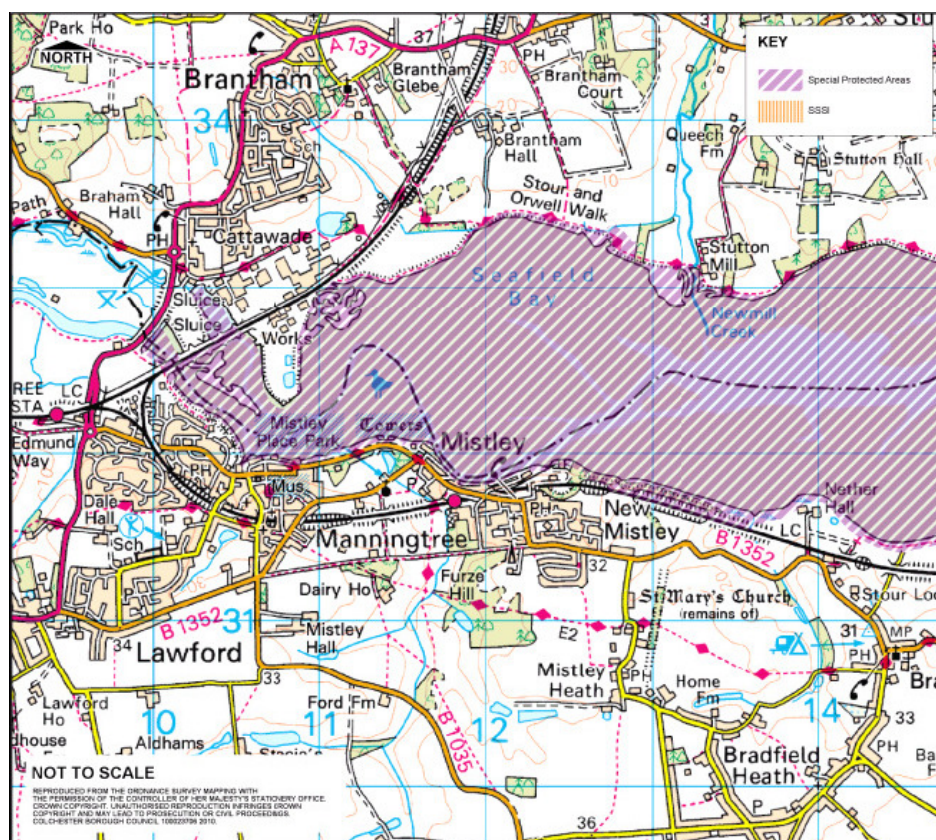 Park Ho
NORTH
A 137
37
PH
Brantham
Brantham
Glebe
Brantham
Court
30
20
10
34
Sch
Brantham
Hall
Queech
Fm
Stutton Hall
KEY
Special Protected Areas
SSSI
Braham
Hall
Path
PH
Cattawade
Stour and
Orwell Walk
Stutton
Mill
Seafield
Bay
Newmill
Creek
Sluice
Sluice
Works
LC
STA
Edmund
Way
Mistley
Place Park
Towers
Mistley
PH
Mus
P
Dale
Hall
Sch
P
Manningtree
PH
New
Mistley
B 1352
LC
Nether
Hall
32
Dairy Ho
Furze
Hill
St Mary's Church
(remains of)
B 1352
31
34
Lawford
Mistley
Hall
E2
31
MP
PH
33
Mistley
Heath
PH
Home
Fm
Lawford
Ho
10
11
Ford Fm
12
14
33
Aldhams
B 1035
Bradfield
Heath
PH
P
36
NOT TO SCALE
REPRODUCED FROM THE ORDNANCE SURVEY MAPPING WITH
THE PERMISSION OF THE CONTROLLER OF HER MAJESTY'S STATIONERY OFFICE.
CROWN COPYRIGHT. UNAUTHORISED REPRODUCTION INFRINGES CROWN
COPYRIGHT AND MAY LEAD TO PROSECUTION OR CIVIL PROCEEDINGS.
COLCHESTER BOROUGH COUNCIL 100023706 2010.